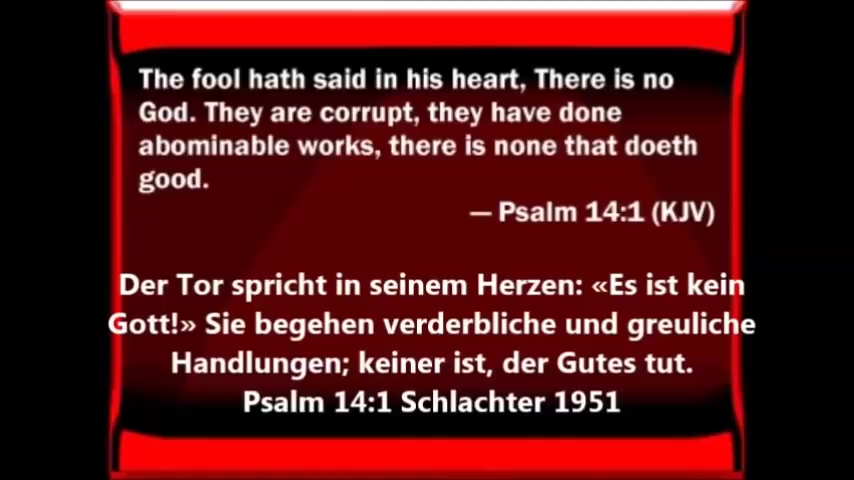 The fool hath said in his heart, There is no
God. They are corrupt, they have done
abominable works, there is none that doeth
good.
— Psalm 14:1 (KJV)
Der Tor spricht in seinem Herzen: «Es ist kein
Gott!» Sie begehen verderbliche und greuliche
Handlungen; keiner ist, der Gutes tut.
Psalm 14:1 Schlachter 1951